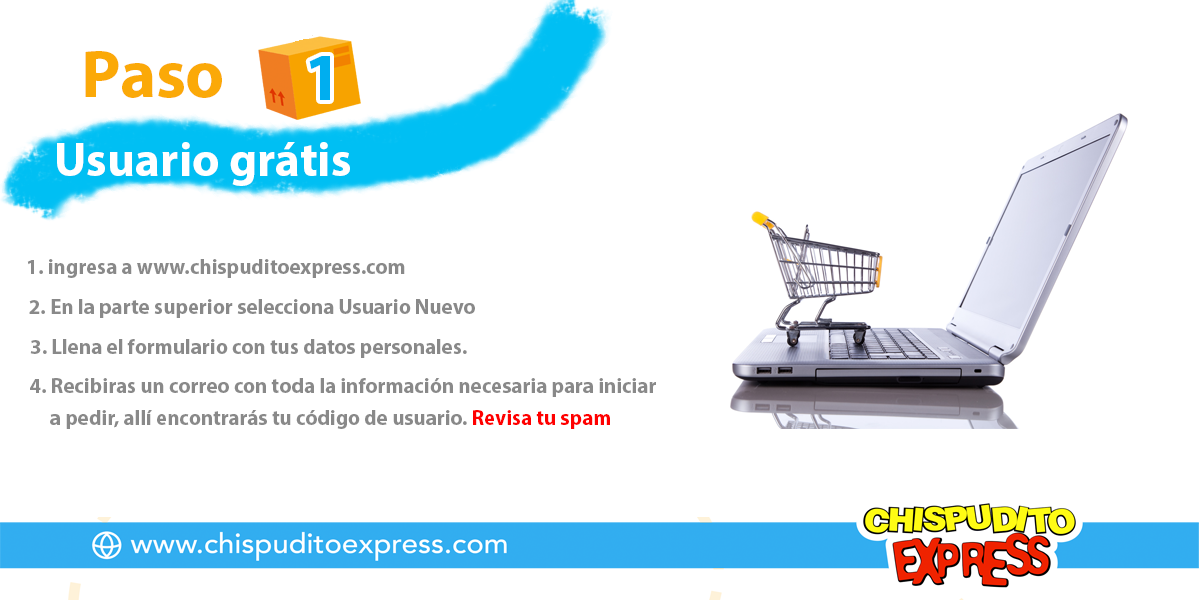 Paso 1
Usuario grátis
1. ingresa a www.chispuditoexpress.com
2. En la parte superior selecciona Usuario Nuevo
3. Llena el formulario con tus datos personales.
4. Recibiras un correo con toda la información necesaria para iniciar
a pedir, allí encontrarás tu código de usuario. Revisa tu spam
www.chispuditoexpress.com
CHISPUDITO
EXPRESS